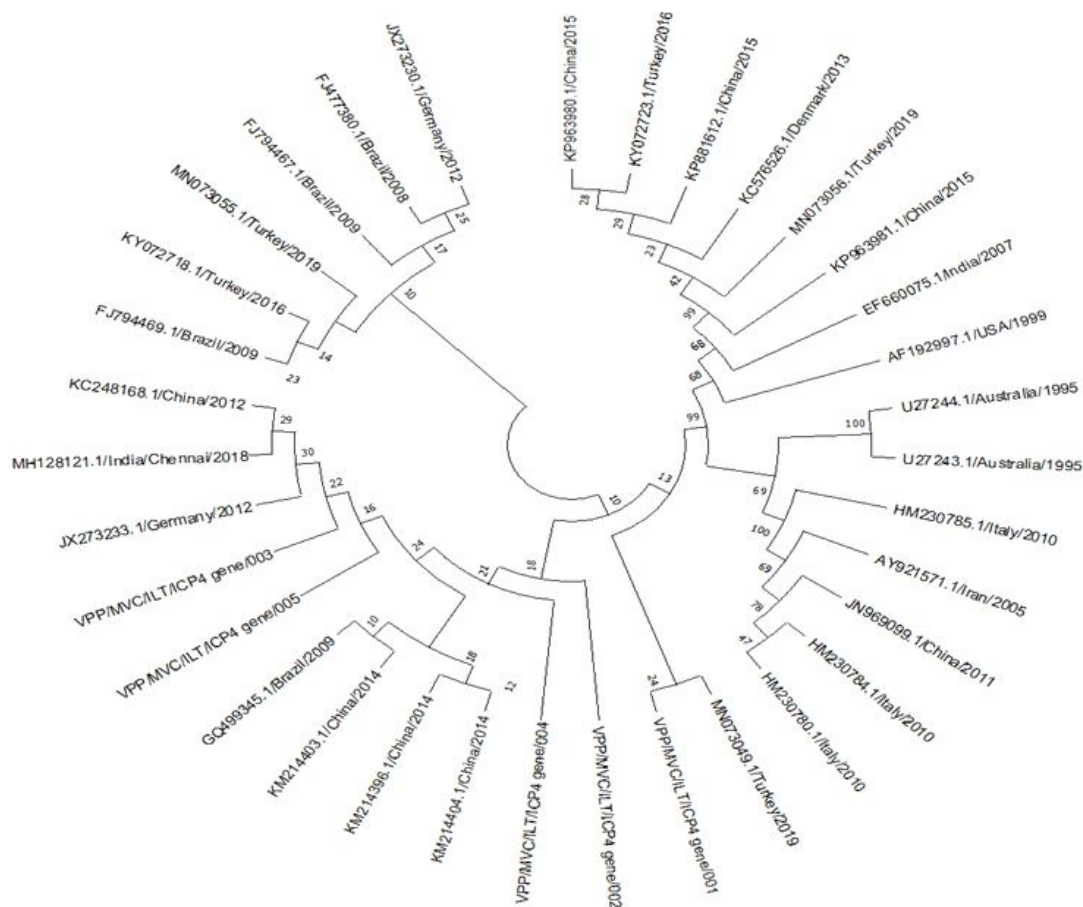 KP963980.1/China/2015
KY072723.1/Turkey/2016
KP881612.1/China/2015
KC576526.1/Denmark/2013
MN073056.1/Turkey/2019
KP963981.1/China/2015
EF660075.1/India/2007
AF192997.1/USA/1999
U27244.1/Australia/1995
U27243.1/Australia/1995
HM230785.1/Italy/2010
AY921571.1/Iran/2005
JN969099.1/China/2011
HM230784.1/Italy/2010
HM230780.1/Italy/2010
MN073049.1/Turkey/2019
VPP/MVC/ILT/ICP4 gene/001
VPP/MVC/ILT/ICP4 gene/002
VPP/MVC/ILT/ICP4 gene/004
KM214404.1/China/2014
KM214396.1/China/2014
KM214403.1/China/2014
GQ499345.1/Brazil/2009
VPP/MVC/ILT/ICP4 gene/005
VPP/MVC/ILT/ICP4 gene/003
JX273233.1/Germany/2012
MH128121.1/India/Chennai/2018
KC248168.1/China/2012
FJ794469.1/Brazil/2009
KY072718.1/Turkey/2016
MN073055.1/Turkey/2019
FJ794467.1/Brazil/2009
FJ477380.1/Brazil/2008
JX273230.1/Germany/2012
28
29
23
42
99
68
68
99
100
69
100
69
78
47
13
10
24
18
21
24
18
12
10
16
22
30
29
23
14
10
17
25